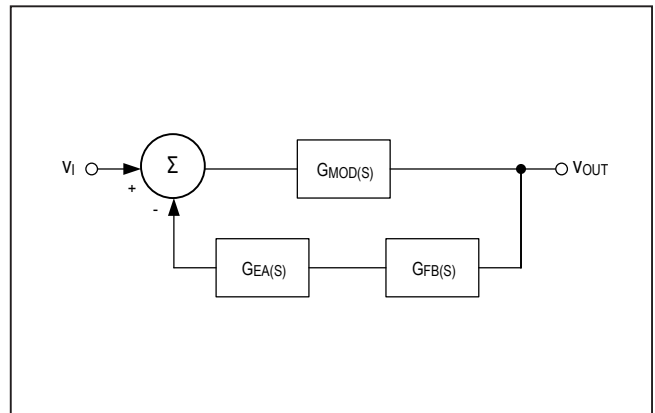 VI
+
Σ
-
GMOD(S)
VOUT
GEA(S)
GFB(S)